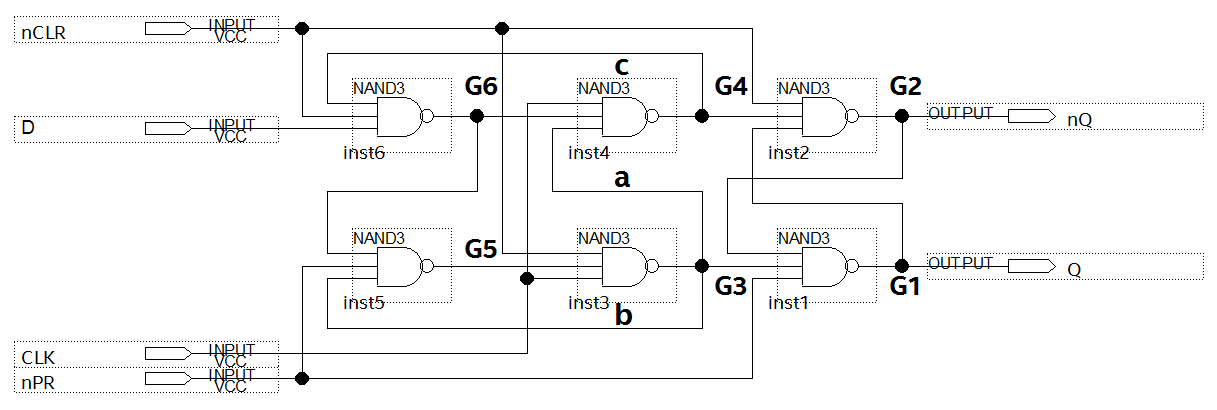 nCLR INPUT VCC
c
NAND3 G6 NAND3 G4 NAND3 G2
D INPUT VCC OUTPUT nQ
inst6 inst4 inst2
a
NAND3 G5 NAND3 NAND3
OUTPUT Q
G3 G1
inst5 inst3 inst1
b
CLK INPUT VCC
nPR INPUT VCC